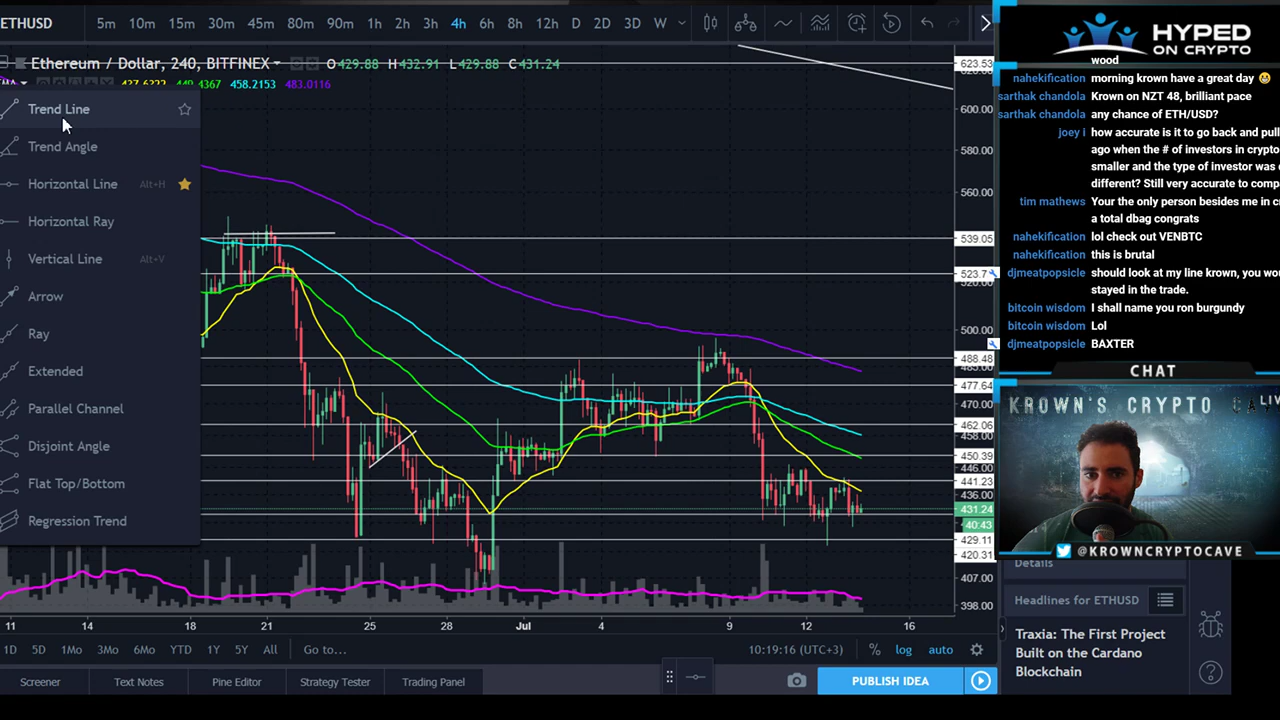 ETHUSD 5m 10m 15m 30m 45m 80m 90m 1h 2h 3h 4h 6h 8h 12h D 2D 3D W
Ethereum / Dollar, 240, BITFINEX O429.88 H432.91 L429.88 C431.24
458.2153 483.0116
Trend Line
Trend Angle
Horizontal Line Alt+H
Horizontal Ray
Vertical Line Alt+V
Arrow
Ray
Extended
Parallel Channel
Disjoint Angle
Flat Top/Bottom
Regression Trend
623.53
600.00
580.00
560.00
539.05
523.7
500.00
488.48
477.64
470.00
462.06
458.00
450.39
446.00
441.23
436.00
431.24
40:43
429.11
420.31
407.00
398.00
11 14 18 21 25 28 Jul 4 9 12 16
1D 5D 1Mo 3Mo 6Mo YTD 1Y 5Y All Go to... 10:19:16 (UTC+3) % log auto
Screener Text Notes Pine Editor Strategy Tester Trading Panel PUBLISH IDEA
HYPED
ON CRYPTO
wood
nahekification morning krown have a great day
sarthak chandola Krown on NZT 48, brilliant pace
sarthak chandola any chance of ETH/USD?
joey i how accurate is it to go back and pull
ago when the # of investors in crypto
smaller and the type of investor was
different? Still very accurate to comp
tim mathews Your the only person besides me in c
a total dbag congrats
nahekification lol check out VENBTC
nahekification this is brutal
djmeatpopsicle should look at my line krown, you wo
stayed in the trade.
bitcoin wisdom I shall name you ron burgundy
bitcoin wisdom Lol
djmeatpopsicle BAXTER
CHAT
KROWN'S CRYPTO
LIV
@KROWNCRYPTOCAVE
Details
Headlines for ETHUSD
Traxia: The First Project
Built on the Cardano
Blockchain